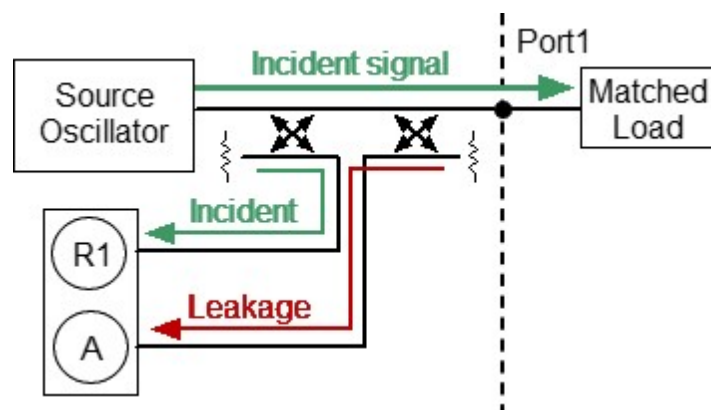 Incident signal
Port1
Source
Oscillator
Matched
Load
Incident
R1
Leakage
A